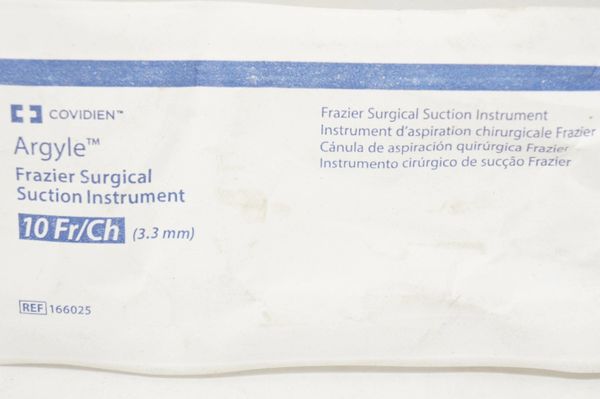 COVIDIEN™
Argyle™
Frazier Surgical
Suction Instrument
10 Fr/Ch (3.3 mm)
REF 166025
Frazier Surgical Suction Instrument
Instrument d'aspiration chirurgicale Frazier
Cánula de aspiración quirúrgica Frazier
Instrumento cirúrgico de sucção Frazier